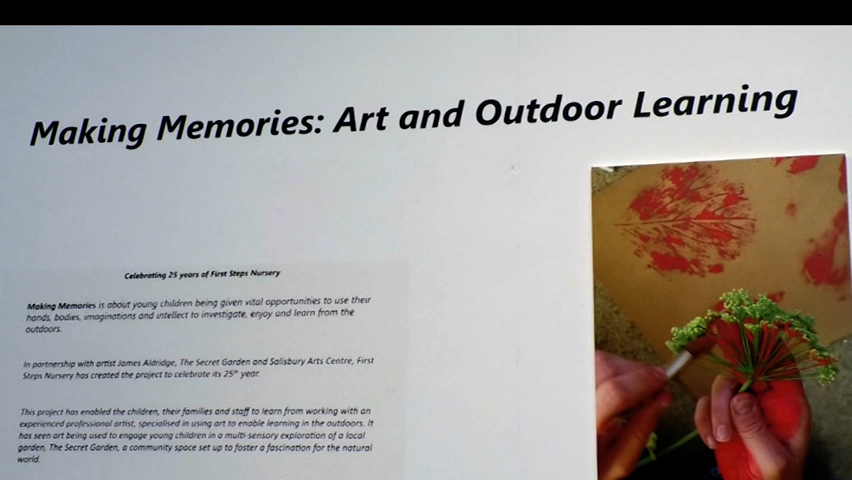 Making Memories: Art and Outdoor Learning
Celebrating 25 years of First Steps Nursery
Making Memories is about young children being given vital opportunities to use their
hands, bodies, imaginations and intellect to investigate, enjoy and learn from the
outdoors.
In partnership with artist James Aldridge, The Secret Garden and Salisbury Arts Centre, First
Steps Nursery has created the project to celebrate its 25th year.
This project has enabled the children, their families and staff to learn from working with an
experienced professional artist, specialised in using art to enable learning in the outdoors. It
has seen art being used to engage young children in a multi-sensory exploration of a local
garden, The Secret Garden, a community space set up to foster a fascination for the natural
world.